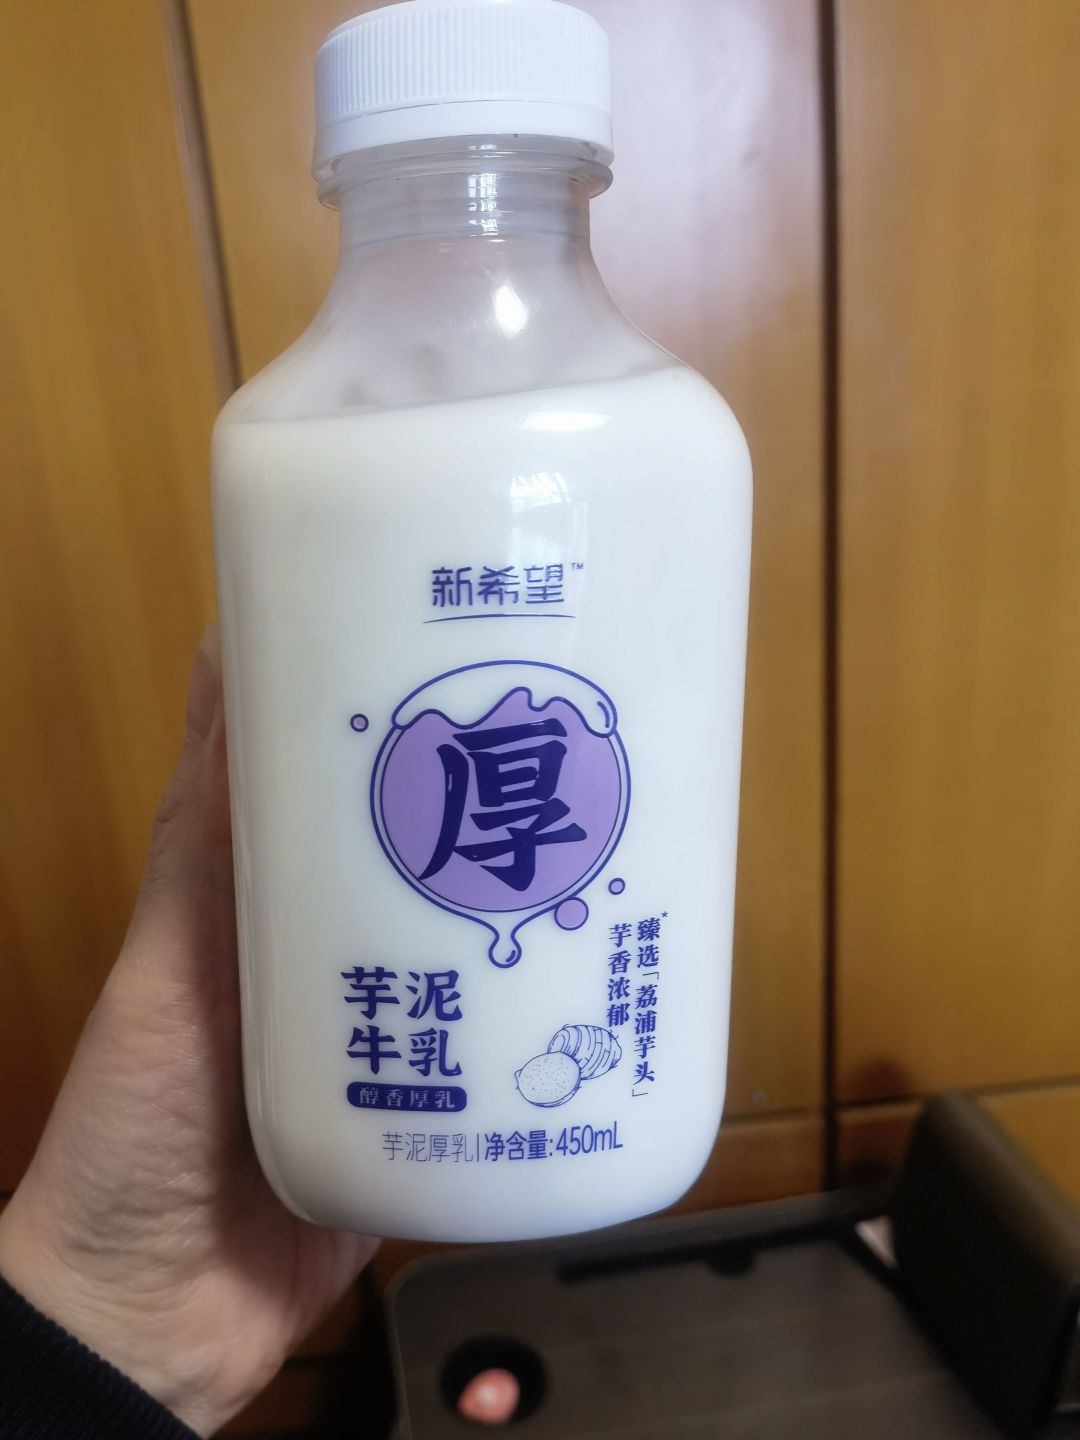 新希望™
厚
芋泥
牛乳
醇香厚乳
臻选*「荔浦芋头」
芋香浓郁
芋泥厚乳|净含量:450mL